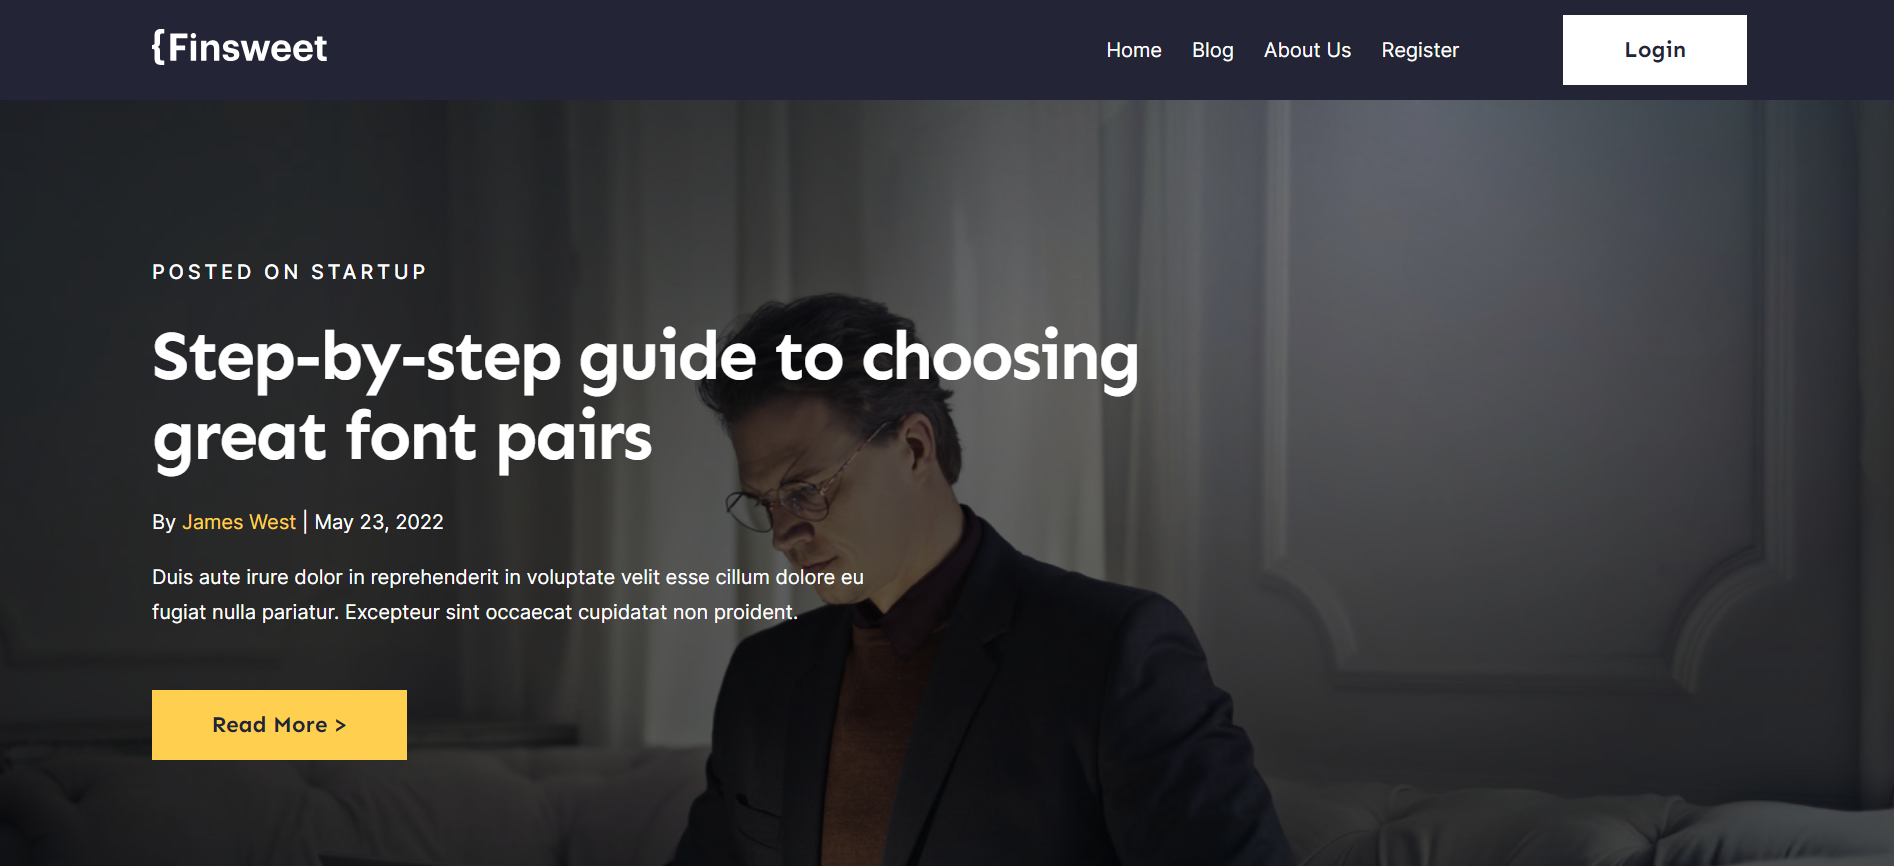 {Finsweet
Home Blog About Us Register
Login
POSTED ON STARTUP
Step-by-step guide to choosing
great font pairs
By James West | May 23, 2022
Duis aute irure dolor in reprehenderit in voluptate velit esse cillum dolore eu
fugiat nulla pariatur. Excepteur sint occaecat cupidatat non proident.
Read More >